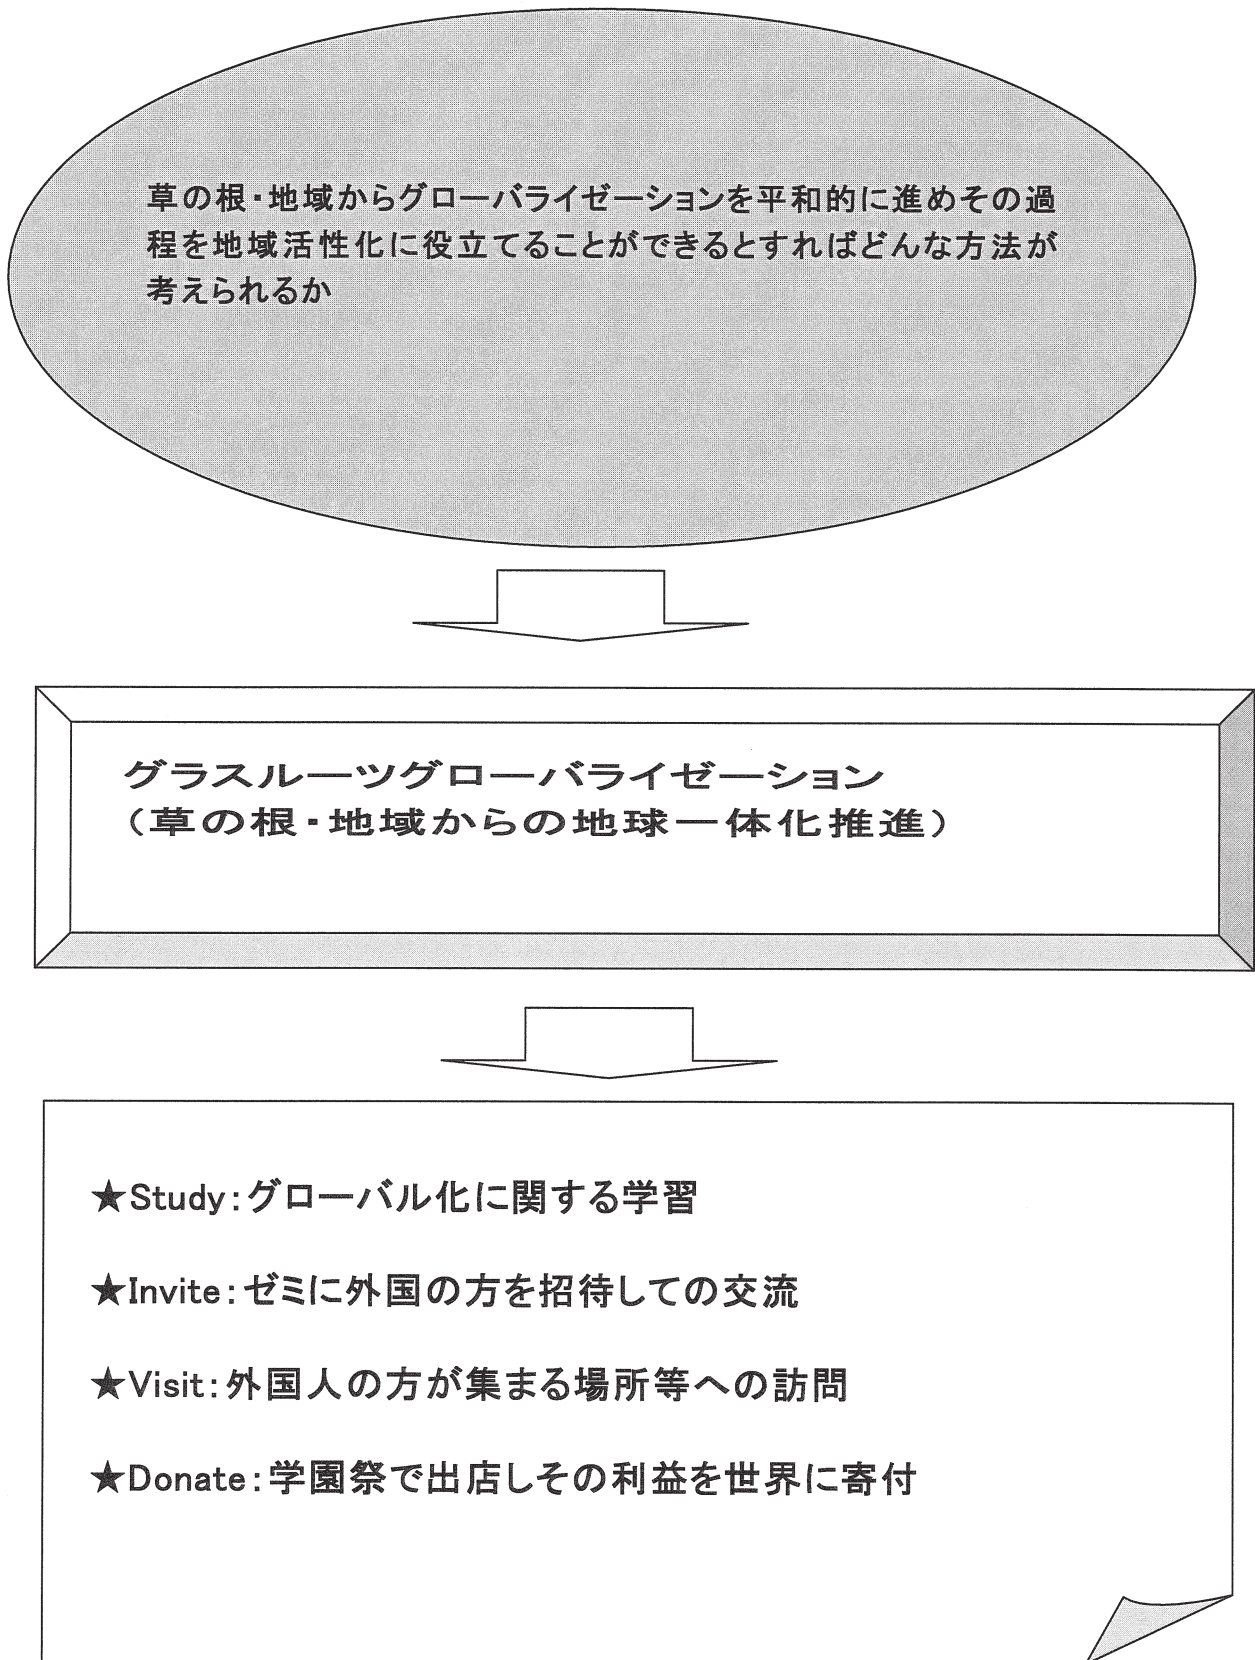 草の根・地域からグローバライゼーションを平和的に進めその過
程を地域活性化に役立てることができるとすればどんな方法が
考えられるか
グラスルーツグローバライゼーション
（草の根・地域からの地球一体化推進）
★Study：グローバル化に関する学習
★Invite：ゼミに外国の方を招待しての交流
★Visit：外国人の方が集まる場所等への訪問
★Donate：学園祭で出店しその利益を世界に寄付